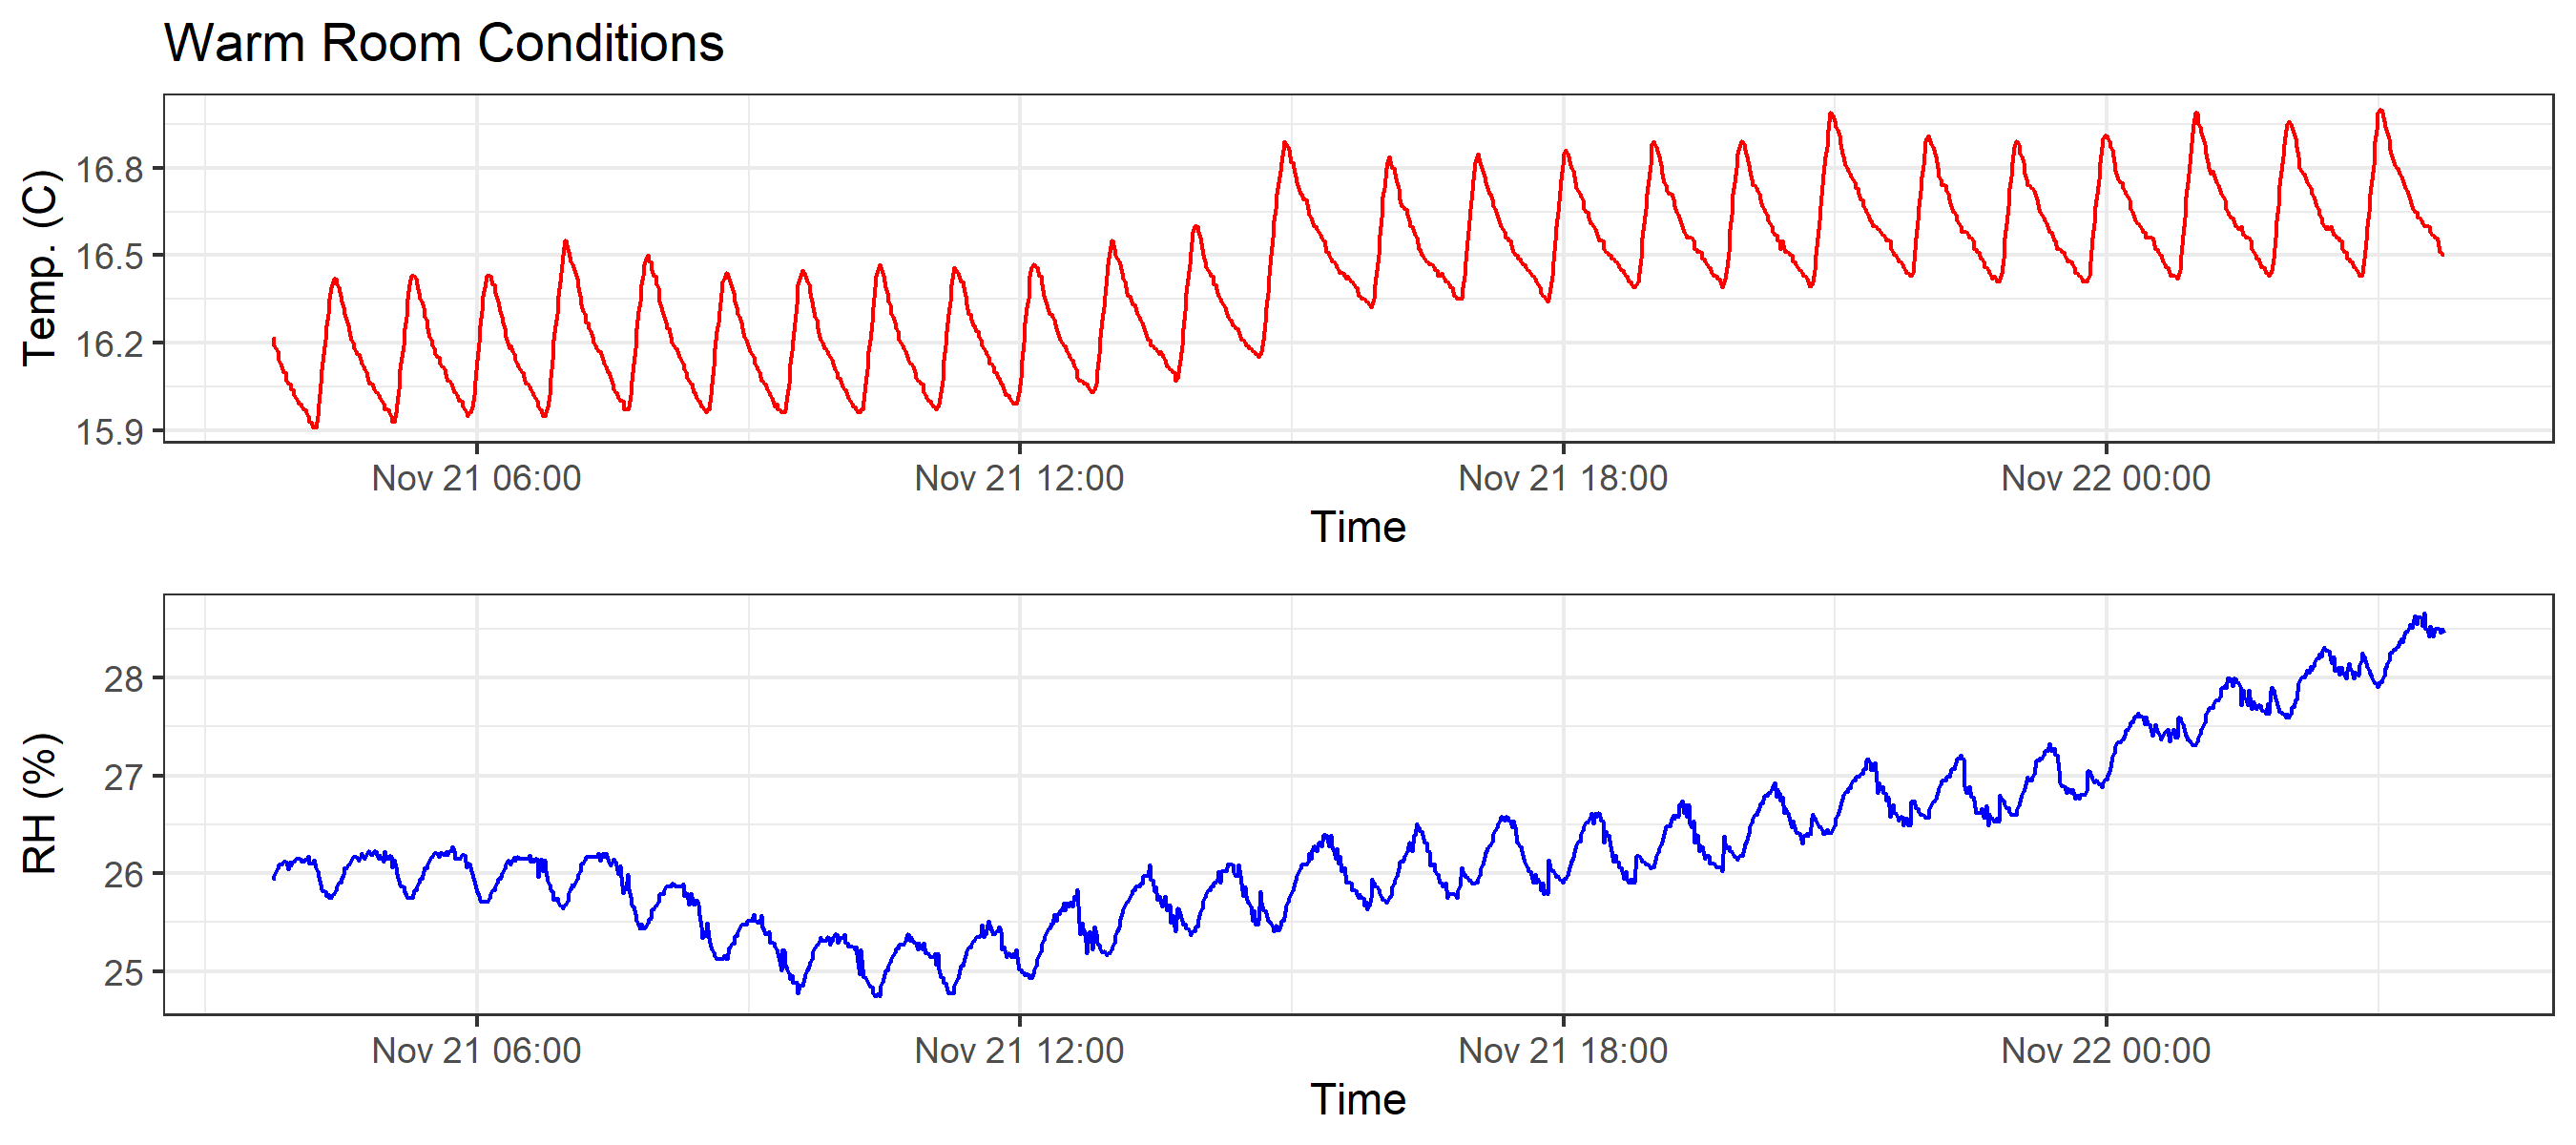 Warm Room Conditions
Temp. (C)
16.8
16.5
16.2
15.9
Nov 21 06:00 Nov 21 12:00 Nov 21 18:00 Nov 22 00:00
Time
RH (%)
28
27
26
25
Nov 21 06:00 Nov 21 12:00 Nov 21 18:00 Nov 22 00:00
Time